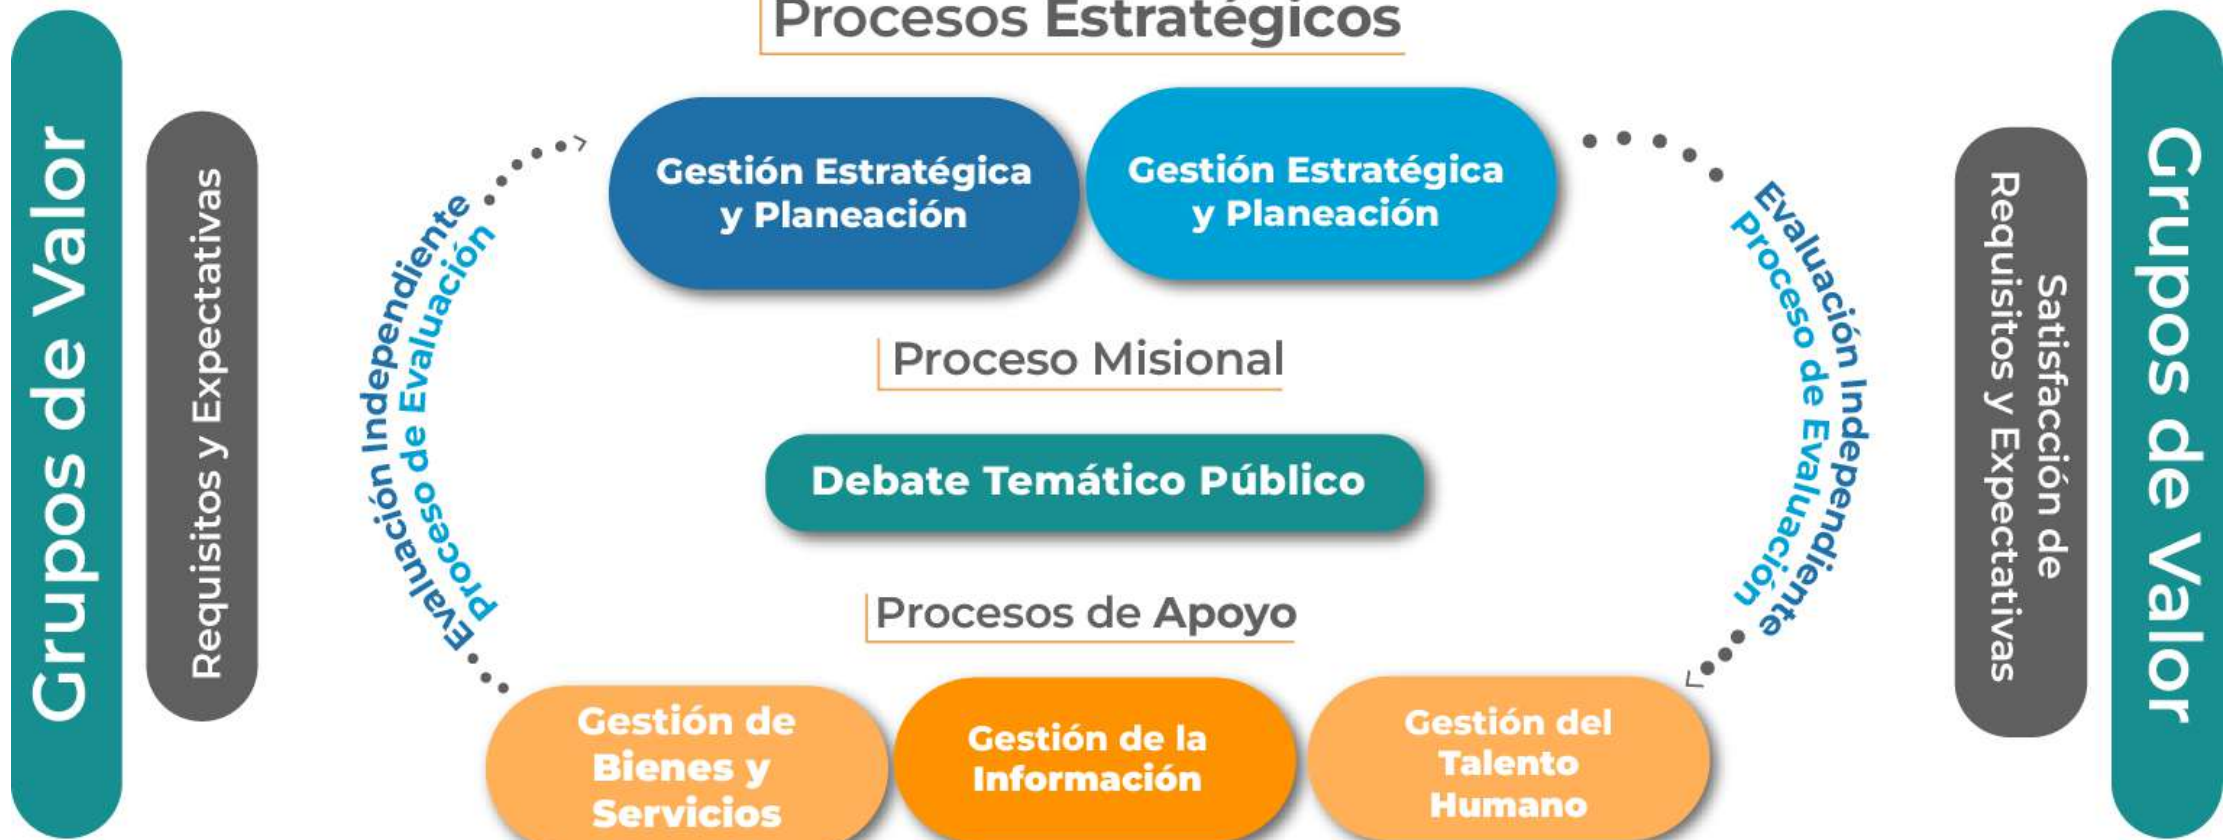 Procesos Estratégicos
Grupos de Valor
Requisitos y Expectativas
Evaluación Independiente
Proceso de Evaluación
Gestión Estratégica
y Planeación
Gestión Estratégica
y Planeación
Proceso Misional
Debate Temático Público
Procesos de Apoyo
Gestión de
Bienes y
Servicios
Gestión de la
Información
Gestión del
Talento
Humano
Evaluación Independiente
Proceso de Evaluación
Satisfacción de
Requisitos y Expectativas
Grupos de Valor